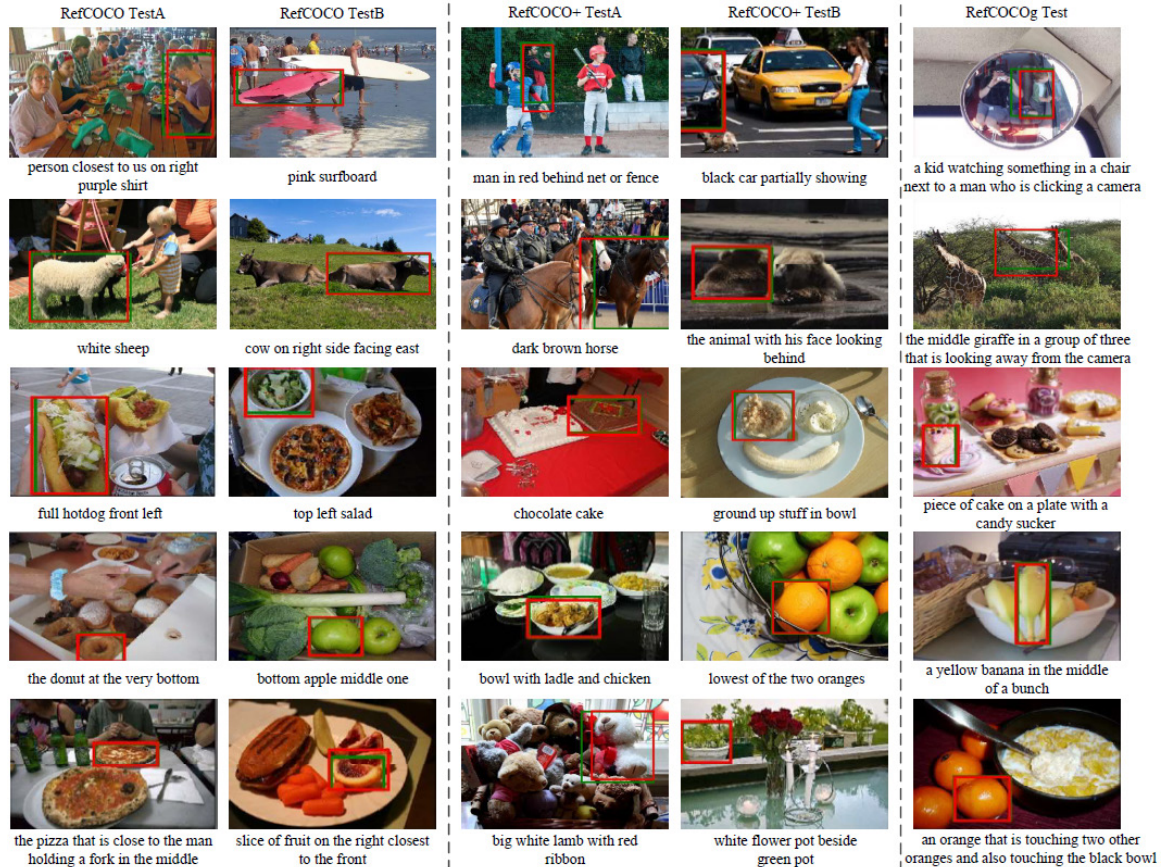 RefCOCO TestA
RefCOCO TestB
RefCOCO+ TestA
RefCOCO+ TestB
RefCOCOg Test
person closest to us on right
purple shirt
pink surfboard
man in red behind net or fence
black car partially showing
a kid watching something in a chair
next to a man who is clicking a camera
white sheep
cow on right side facing east
dark brown horse
the animal with his face looking
behind
the middle giraffe in a group of three
that is looking away from the camera
full hotdog front left
top left salad
chocolate cake
ground up stuff in bowl
piece of cake on a plate with a
candy sucker
the donut at the very bottom
bottom apple middle one
bowl with ladle and chicken
lowest of the two oranges
a yellow banana in the middle
of a bunch
the pizza that is close to the man
holding a fork in the middle
slice of fruit on the right closest
to the front
big white lamb with red
ribbon
white flower pot beside
green pot
an orange that is touching two other
oranges and also touching the black bowl